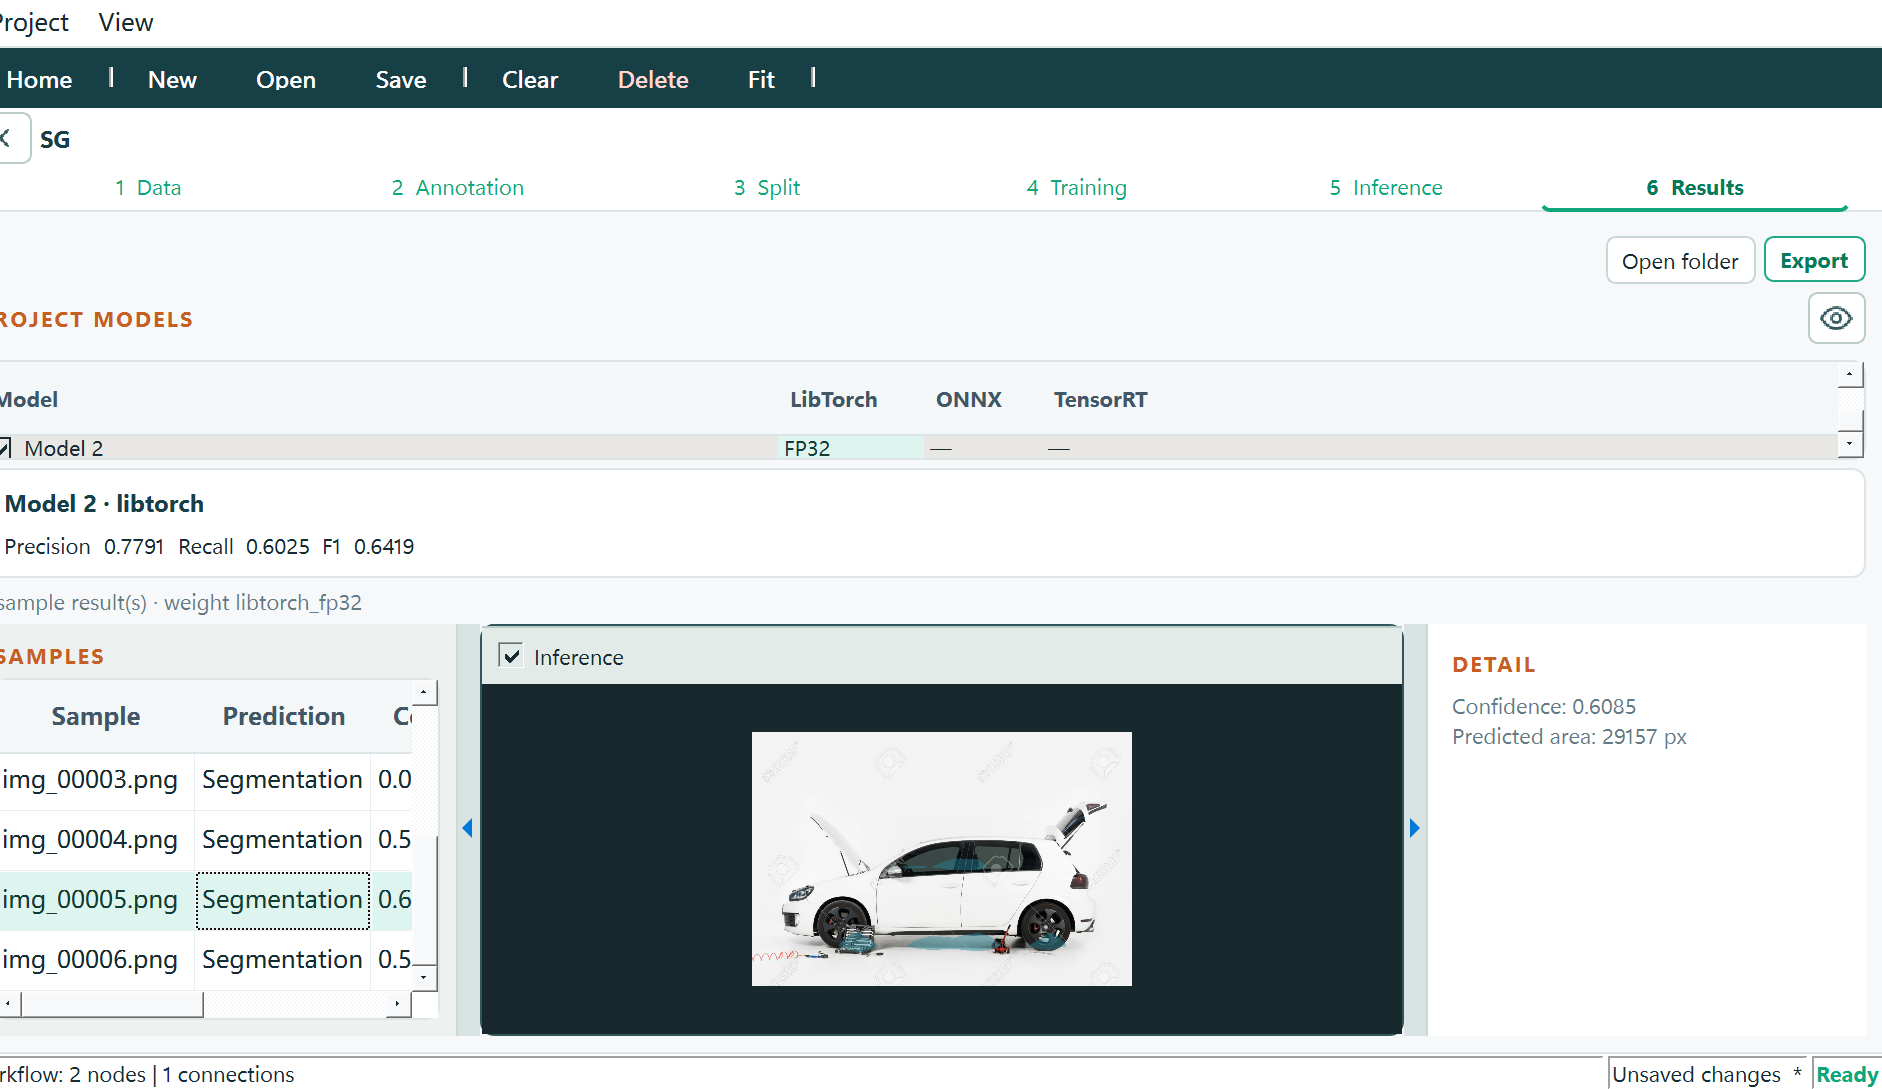 Project View
Home New Open Save Clear Delete Fit
SG
1 Data 2 Annotation 3 Split 4 Training 5 Inference 6 Results
Open folder Export
ROJECT MODELS
Model LibTorch ONNX TensorRT
Model 2 FP32 — —
Model 2 · libtorch
Precision 0.7791 Recall 0.6025 F1 0.6419
sample result(s) · weight libtorch_fp32
SAMPLES
Inference
DETAIL
Sample Prediction Co
Confidence: 0.6085
Predicted area: 29157 px
img_00003.png Segmentation 0.0
img_00004.png Segmentation 0.5
img_00005.png Segmentation 0.6
img_00006.png Segmentation 0.5
rkflow: 2 nodes | 1 connections
Unsaved changes * Ready